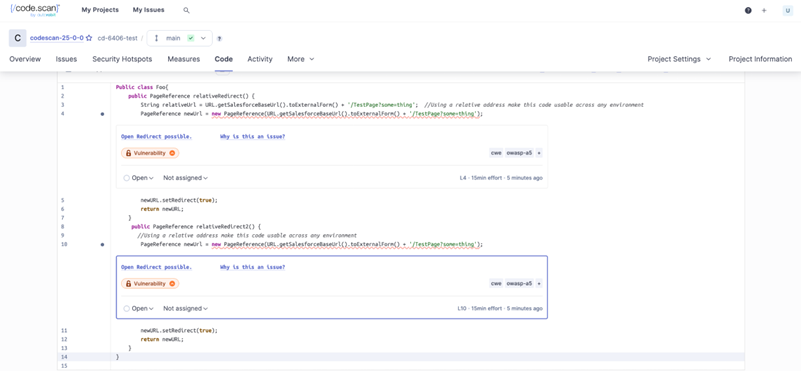 [/code.scan/]
by autorabit
My Projects My Issues
? + U
C codescan-25-0-0 cd-6406-test / main ?
Overview Issues Security Hotspots Measures Code Activity More Project Settings Project Information
1 Public class Foo{
2 public PageReference relativeRedirect() {
3 String relativeUrl = URL.getSalesforceBaseUrl().toExternalForm() + '/TestPage?some=thing'; //Using a relative address make this code usable across any environment
4 PageReference newUrl = new PageReference(URL.getSalesforceBaseUrl().toExternalForm() + '/TestPage?some=thing');
Open Redirect possible. Why is this an issue?
Vulnerability cwe owasp-a5 +
Open Not assigned L4 · 15min effort · 5 minutes ago
5 newURL.setRedirect(true);
6 return newURL;
7 }
8 public PageReference relativeRedirect2() {
9 //Using a relative address make this code usable across any environment
10 PageReference newUrl = new PageReference(URL.getSalesforceBaseUrl().toExternalForm() + '/TestPage?some=thing');
Open Redirect possible. Why is this an issue?
Vulnerability cwe owasp-a5 +
Open Not assigned L10 · 15min effort · 5 minutes ago
11 newURL.setRedirect(true);
12 return newURL;
13 }
14 }
15